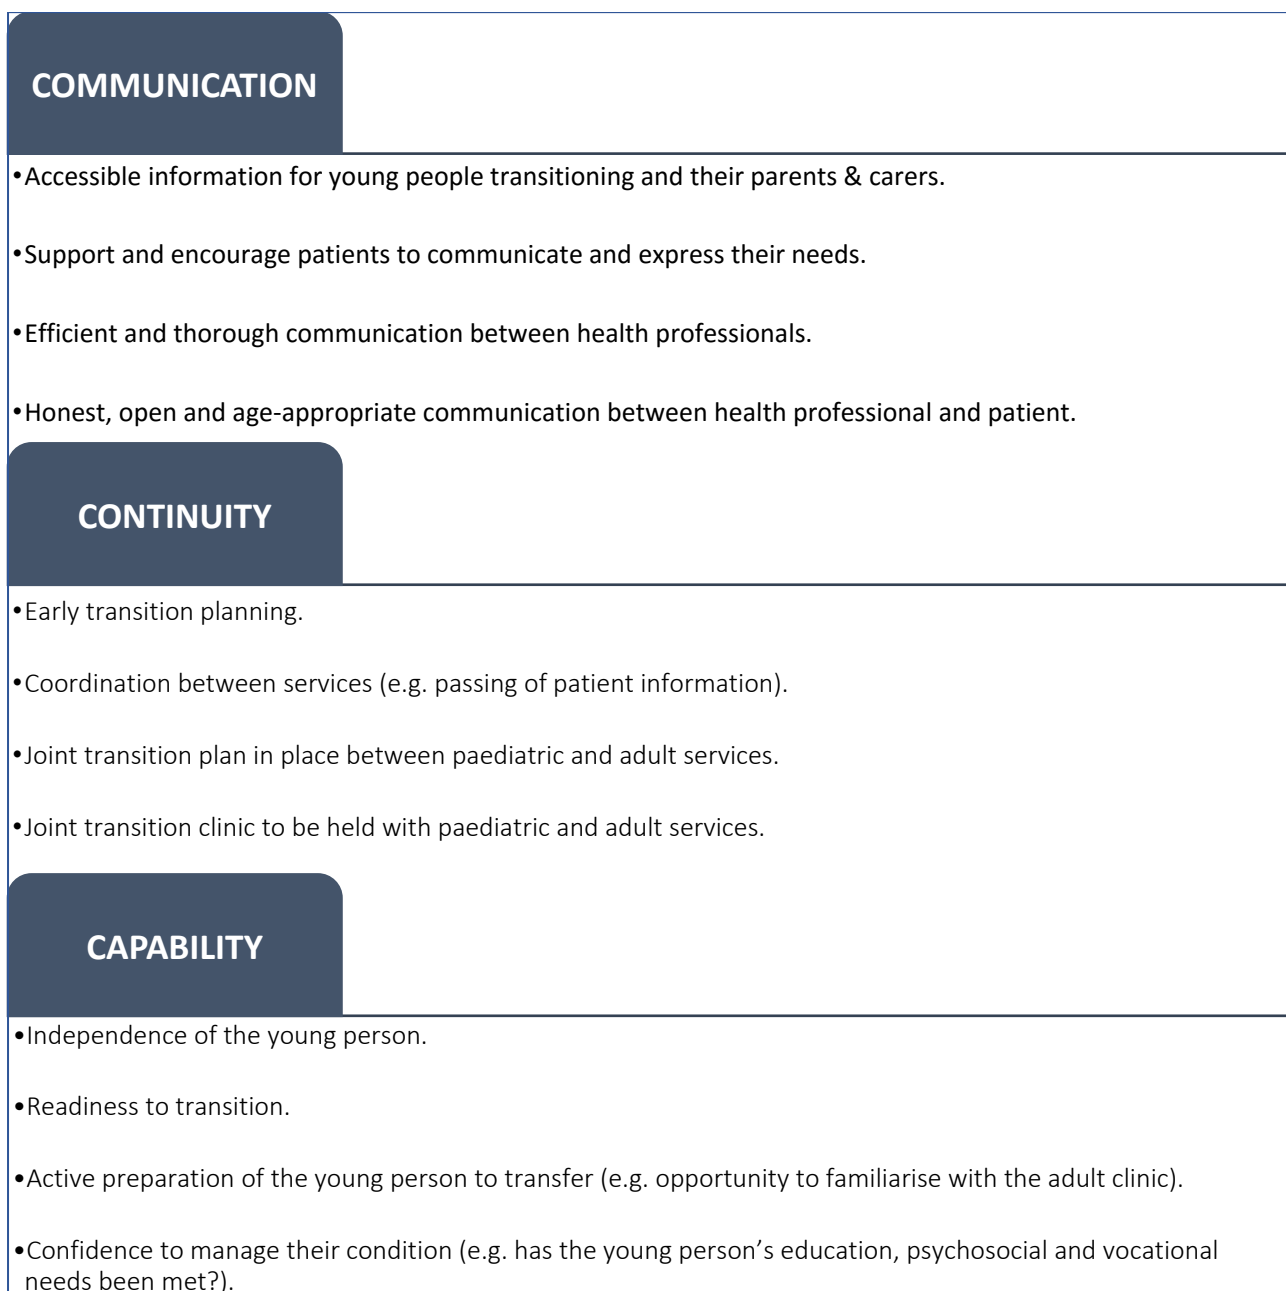 COMMUNICATION
•Accessible information for young people transitioning and their parents & carers.
•Support and encourage patients to communicate and express their needs.
•Efficient and thorough communication between health professionals.
•Honest, open and age-appropriate communication between health professional and patient.
CONTINUITY
•Early transition planning.
•Coordination between services (e.g. passing of patient information).
•Joint transition plan in place between paediatric and adult services.
•Joint transition clinic to be held with paediatric and adult services.
CAPABILITY
•Independence of the young person.
•Readiness to transition.
•Active preparation of the young person to transfer (e.g. opportunity to familiarise with the adult clinic).
•Confidence to manage their condition (e.g. has the young person’s education, psychosocial and vocational
needs been met?).